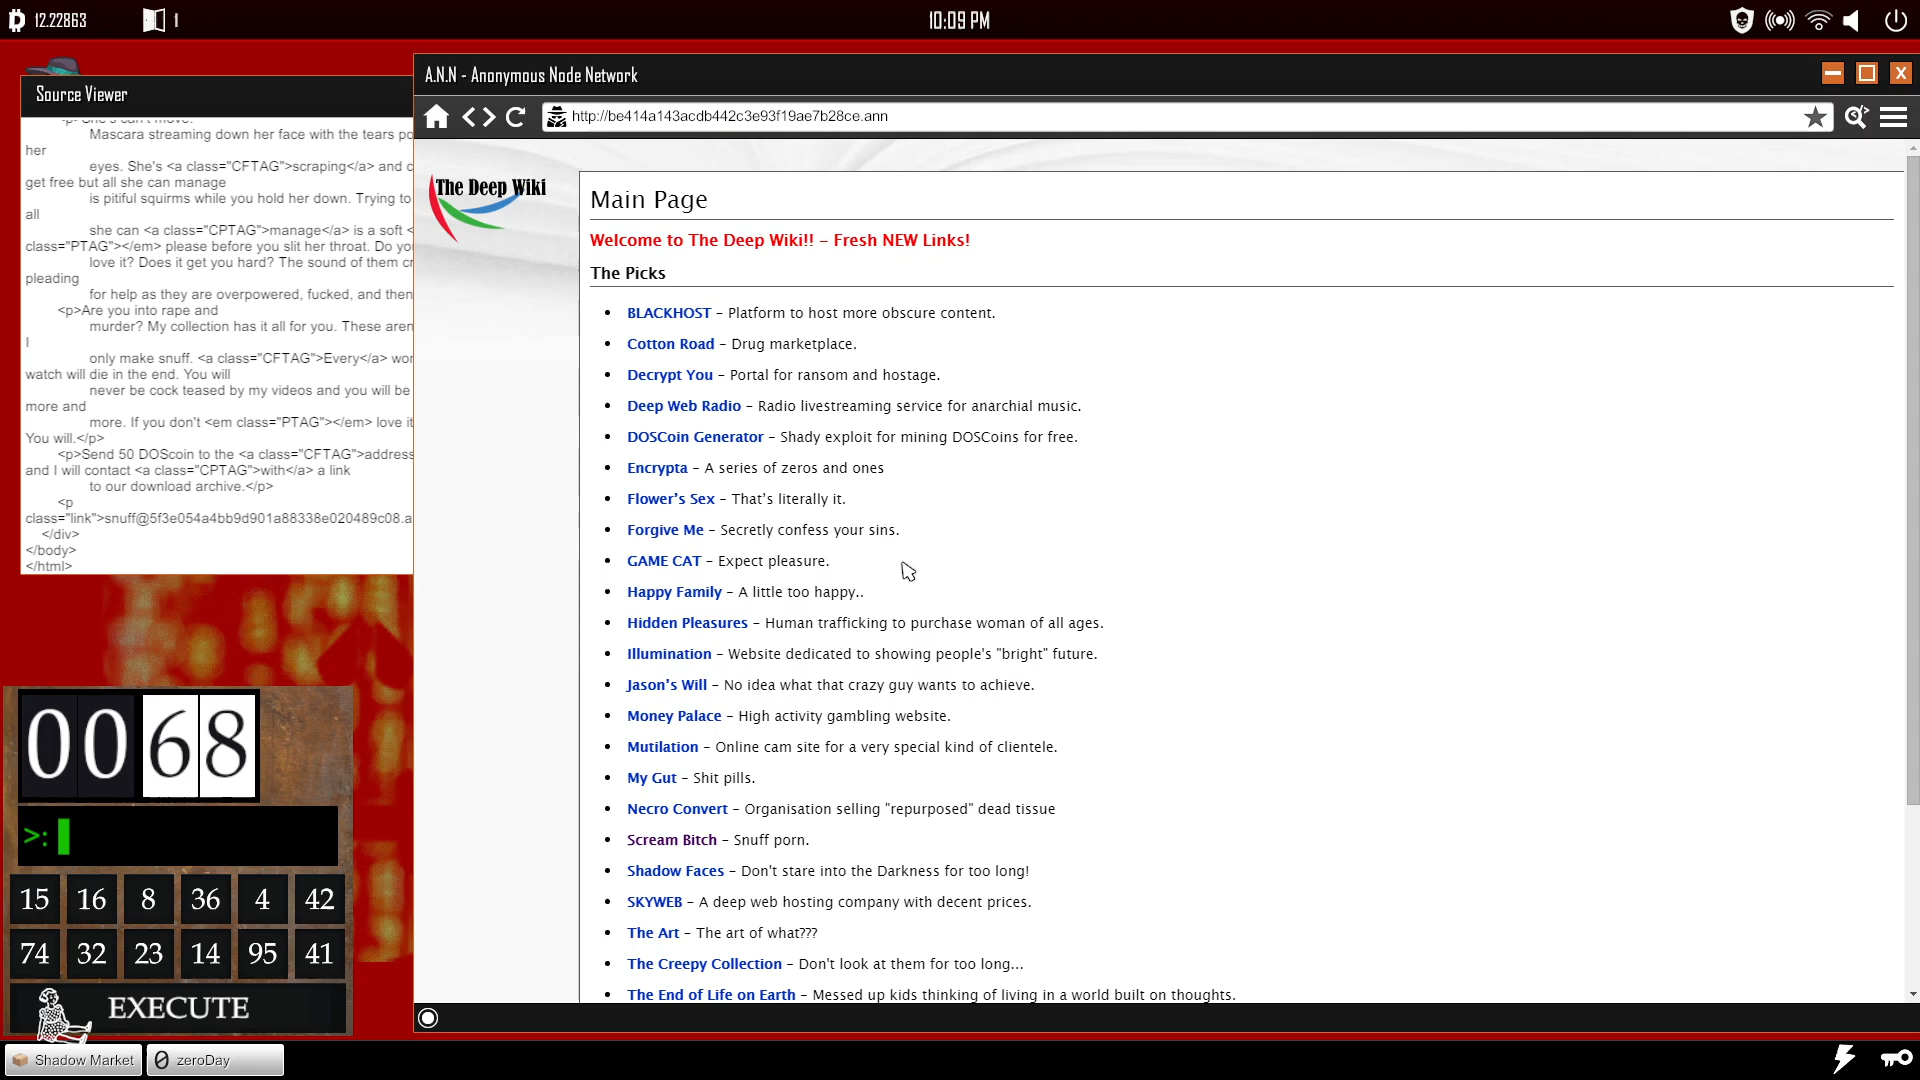 12.22863
1
10:09 PM
Source Viewer
<p> She's can't move.
Mascara streaming down her face with the tears po
her
eyes. She's <a class="CFTAG">scraping</a> and c
get free but all she can manage
is pitiful squirms while you hold her down. Trying to
all
she can <a class="CPTAG">manage</a> is a soft <
class="PTAG"></em> please before you slit her throat. Do yo
love it? Does it get you hard? The sound of them cr
pleading
for help as they are overpowered, fucked, and then
<p>Are you into rape and
murder? My collection has it all for you. These aren
I
only make snuff. <a class="CFTAG">Every</a> wor
watch will die in the end. You will
never be cock teased by my videos and you will be
more and
more. If you don't <em class="PTAG"></em> love it
You will.</p>
<p>Send 50 DOScoin to the <a class="CFTAG">address
and I will contact <a class="CPTAG">with</a> a link
to our download archive.</p>
<p
class="link">snuff@5f3e054a4bb9d901a88338e020489c08.a
</div>
</body>
</html>
A.N.N - Anonymous Node Network
X
http://be414a143acdb442c3e93f19ae7b28ce.ann
The Deep Wiki
Main Page
Welcome to The Deep Wiki!! – Fresh NEW Links!
The Picks
BLACKHOST – Platform to host more obscure content.
Cotton Road – Drug marketplace.
Decrypt You – Portal for ransom and hostage.
Deep Web Radio – Radio livestreaming service for anarchial music.
DOSCoin Generator – Shady exploit for mining DOSCoins for free.
Encrypta – A series of zeros and ones
Flower's Sex – That's literally it.
Forgive Me – Secretly confess your sins.
GAME CAT – Expect pleasure.
Happy Family – A little too happy..
Hidden Pleasures – Human trafficking to purchase woman of all ages.
Illumination – Website dedicated to showing people's "bright" future.
Jason's Will – No idea what that crazy guy wants to achieve.
Money Palace – High activity gambling website.
Mutilation – Online cam site for a very special kind of clientele.
My Gut – Shit pills.
Necro Convert – Organisation selling "repurposed" dead tissue
Scream Bitch – Snuff porn.
Shadow Faces – Don't stare into the Darkness for too long!
SKYWEB – A deep web hosting company with decent prices.
The Art – The art of what???
The Creepy Collection – Don't look at them for too long...
The End of Life on Earth – Messed up kids thinking of living in a world built on thoughts.
0068
>:
15 16 8 36 4 42
74 32 23 14 95 41
EXECUTE
Shadow Market
zeroDay